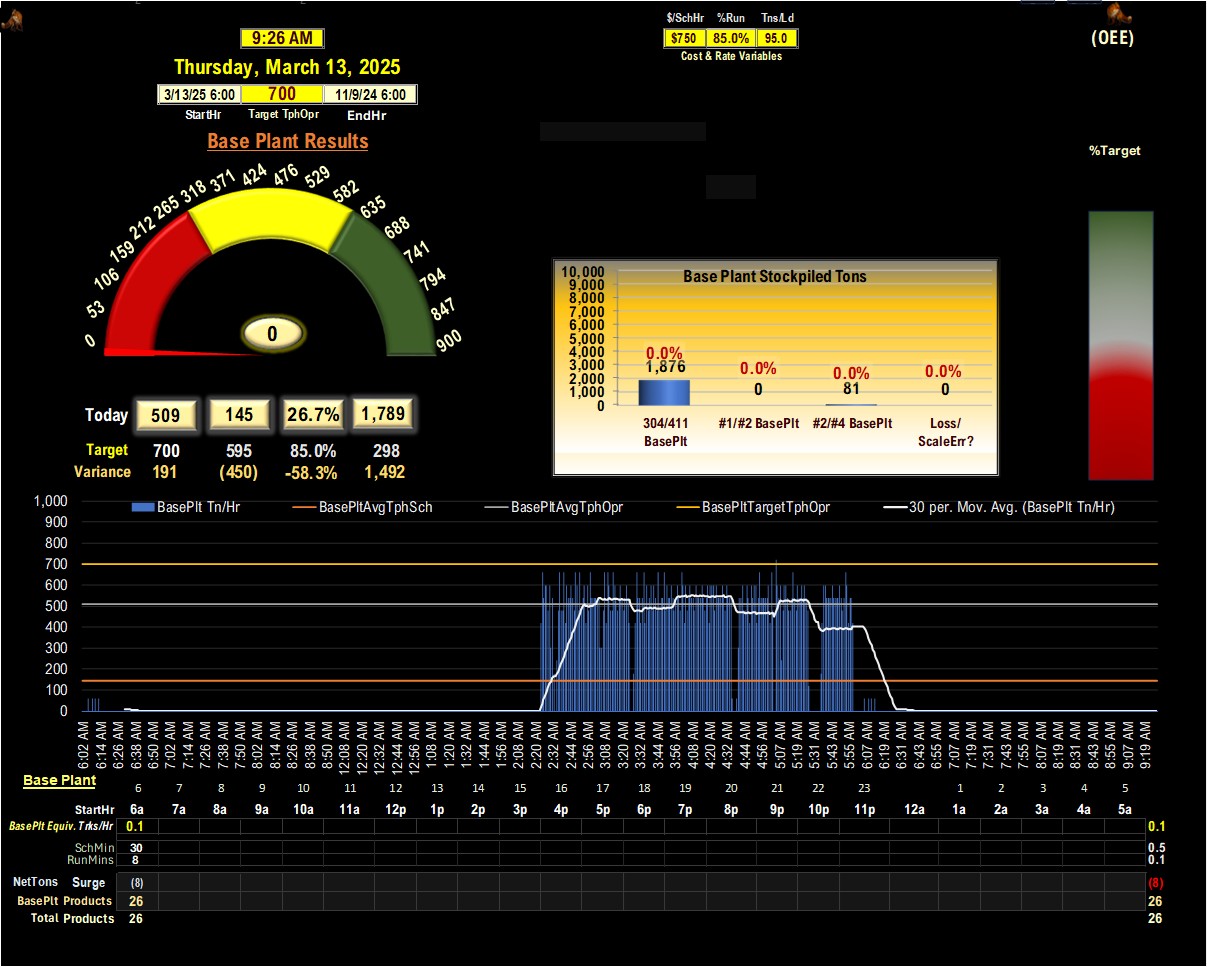 $/SchHr %Run Tns/Ld
9:26 AM
$750 85.0% 95.0
(OEE)
Cost & Rate Variables
Thursday, March 13, 2025
3/13/25 6:00 700 11/9/24 6:00
StartHr Target TphOpr EndHr
Base Plant Results
%Target
0 53 106 159 212 265 318 371 424 476 529 582 635 688 741 794 847 900
0
Base Plant Stockpiled Tons
10,000
9,000
8,000
7,000
6,000
5,000
4,000
3,000
2,000
1,000
0
0.0% 0.0% 0.0% 0.0%
1,876 0 81 0
304/411 BasePlt
#1/#2 BasePlt
#2/#4 BasePlt
Loss/ ScaleErr?
Today 509 145 26.7% 1,789
Target 700 595 85.0% 298
Variance 191 (450) -58.3% 1,492
BasePlt Tn/Hr BasePltAvgTphSch BasePltAvgTphOpr BasePltTargetTphOpr 30 per. Mov. Avg. (BasePlt Tn/Hr)
1,000
900
800
700
600
500
400
300
200
100
0
6:02 AM 6:14 AM 6:26 AM 6:38 AM 6:50 AM 7:02 AM 7:14 AM 7:26 AM 7:38 AM 7:50 AM 8:02 AM 8:14 AM 8:26 AM 8:38 AM 8:50 AM 12:08 AM 12:20 AM 12:32 AM 12:44 AM 12:56 AM 1:08 AM 1:20 AM 1:32 AM 1:44 AM 1:56 AM 2:08 AM 2:20 AM 2:32 AM 2:44 AM 2:56 AM 3:08 AM 3:20 AM 3:32 AM 3:44 AM 3:56 AM 4:08 AM 4:20 AM 4:32 AM 4:44 AM 4:56 AM 5:07 AM 5:19 AM 5:31 AM 5:43 AM 5:55 AM 6:07 AM 6:19 AM 6:31 AM 6:43 AM 6:55 AM 7:07 AM 7:19 AM 7:31 AM 7:43 AM 7:55 AM 8:07 AM 8:19 AM 8:31 AM 8:43 AM 8:55 AM 9:07 AM 9:19 AM
Base Plant
6 7 8 9 10 11 12 13 14 15 16 17 18 19 20 21 22 23 1 2 3 4 5
StartHr 6a 7a 8a 9a 10a 11a 12p 1p 2p 3p 4p 5p 6p 7p 8p 9p 10p 11p 12a 1a 2a 3a 4a 5a
BasePlt Equiv. Trks/Hr 0.1 0.1
SchMin 30 0.5
RunMins 8 0.1
NetTons Surge (8) (8)
BasePlt Products 26 26
Total Products 26 26